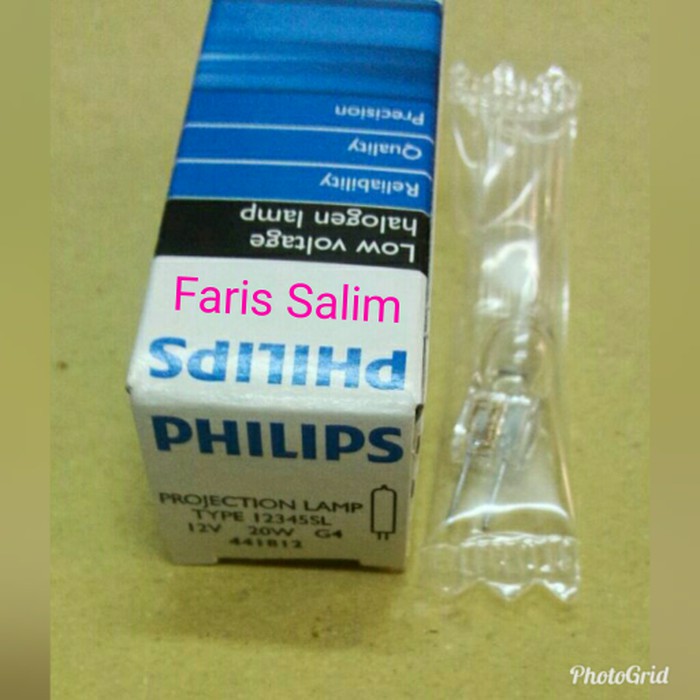 Precision
Quality
Reliability
Low voltage
halogen lamp
Faris Salim
PHILIPS
PHILIPS
PROJECTION LAMP
TYPE 12345SL
12V 20W G4
441812
PhotoGrid